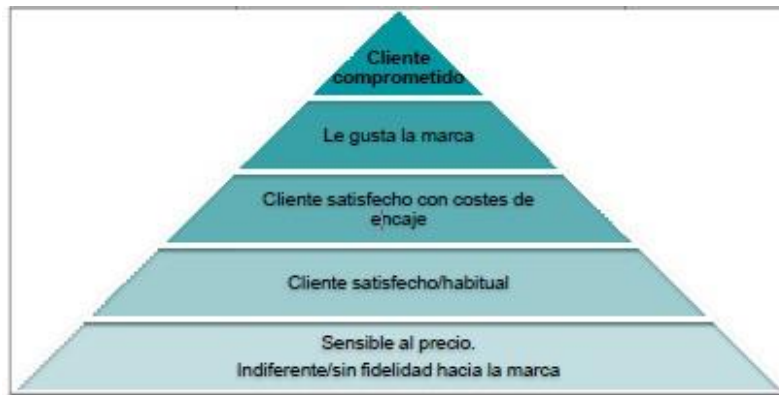 Cliente
comprometido
Le gusta la marca
Cliente satisfecho con costes de
encaje
Cliente satisfecho/habitual
Sensible al precio.
Indiferente/sin fidelidad hacia la marca